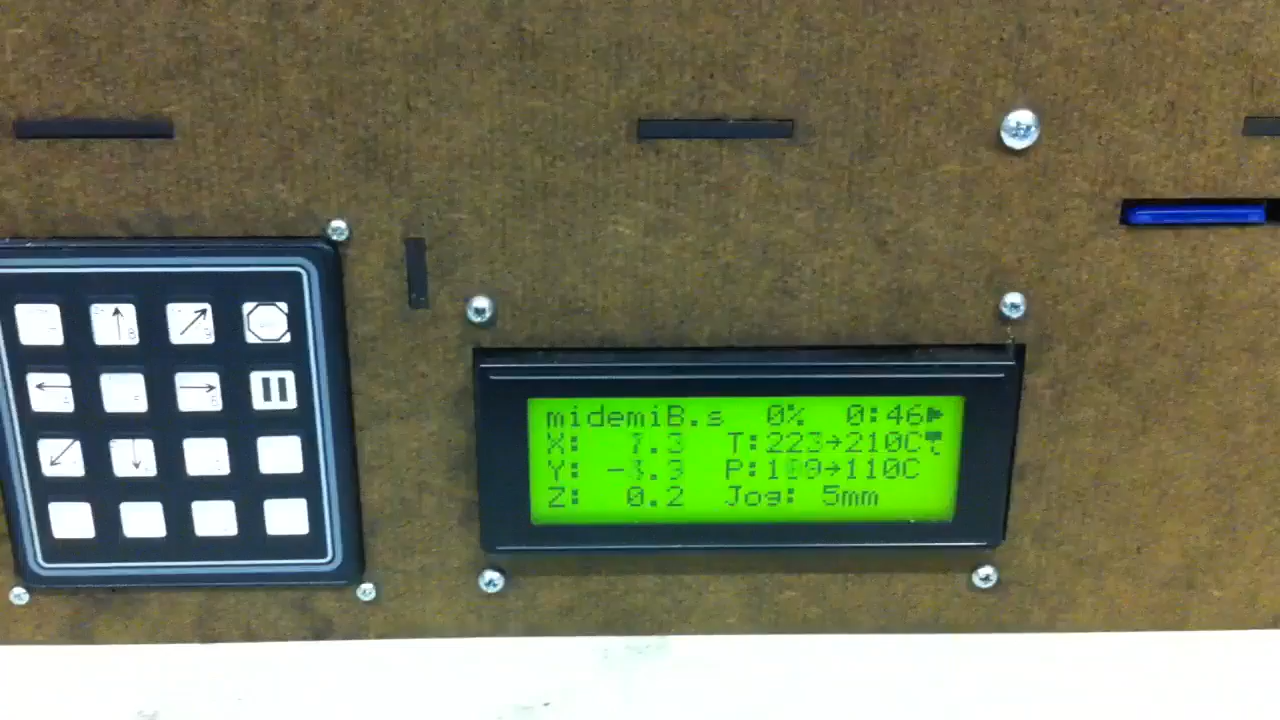 midemiB.s 0% 0:46
X: 7.3 T:223→210C
Y: -3.3 P:109→110C
Z: 0.2 Jog: 5mm